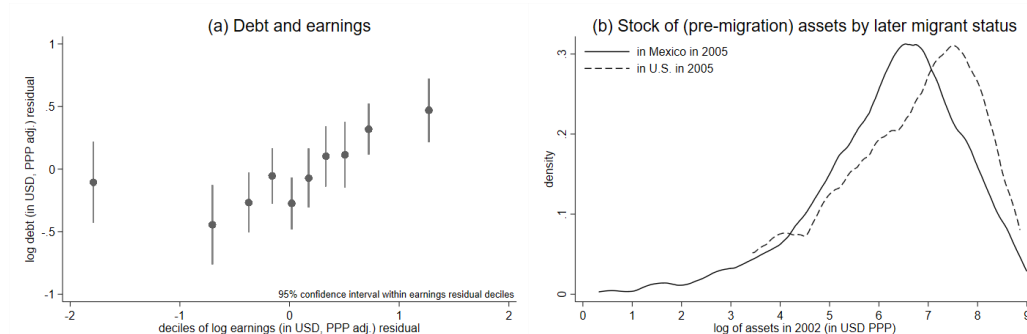 (a) Debt and earnings
log debt (in USD, PPP adj.) residual
1
.5
0
-.5
-1
95% confidence interval within earnings residual deciles
-2
-1
0
1
2
deciles of log earnings (in USD, PPP adj.) residual
(b) Stock of (pre-migration) assets by later migrant status
in Mexico in 2005
in U.S. in 2005
density
.3
.2
.1
0
0
1
2
3
4
5
6
7
8
9
log of assets in 2002 (in USD PPP)